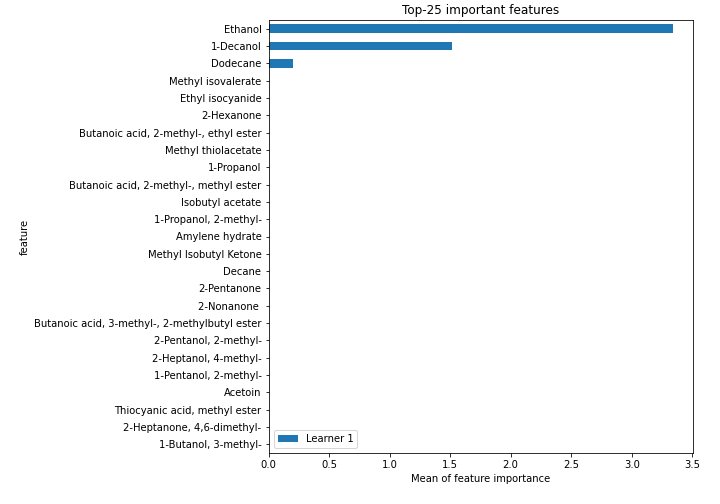 Top-25 important features
Ethanol
1-Decanol
Dodecane
Methyl isovalerate
Ethyl isocyanide
2-Hexanone
Butanoic acid, 2-methyl-, ethyl ester
Methyl thiolacetate
1-Propanol
Butanoic acid, 2-methyl-, methyl ester
Isobutyl acetate
1-Propanol, 2-methyl-
Amylene hydrate
Methyl Isobutyl Ketone
Decane
2-Pentanone
2-Nonanone
Butanoic acid, 3-methyl-, 2-methylbutyl ester
2-Pentanol, 2-methyl-
2-Heptanol, 4-methyl-
1-Pentanol, 2-methyl-
Acetoin
Thiocyanic acid, methyl ester
2-Heptanone, 4,6-dimethyl-
1-Butanol, 3-methyl-
feature
Learner 1
0.0 0.5 1.0 1.5 2.0 2.5 3.0 3.5
Mean of feature importance